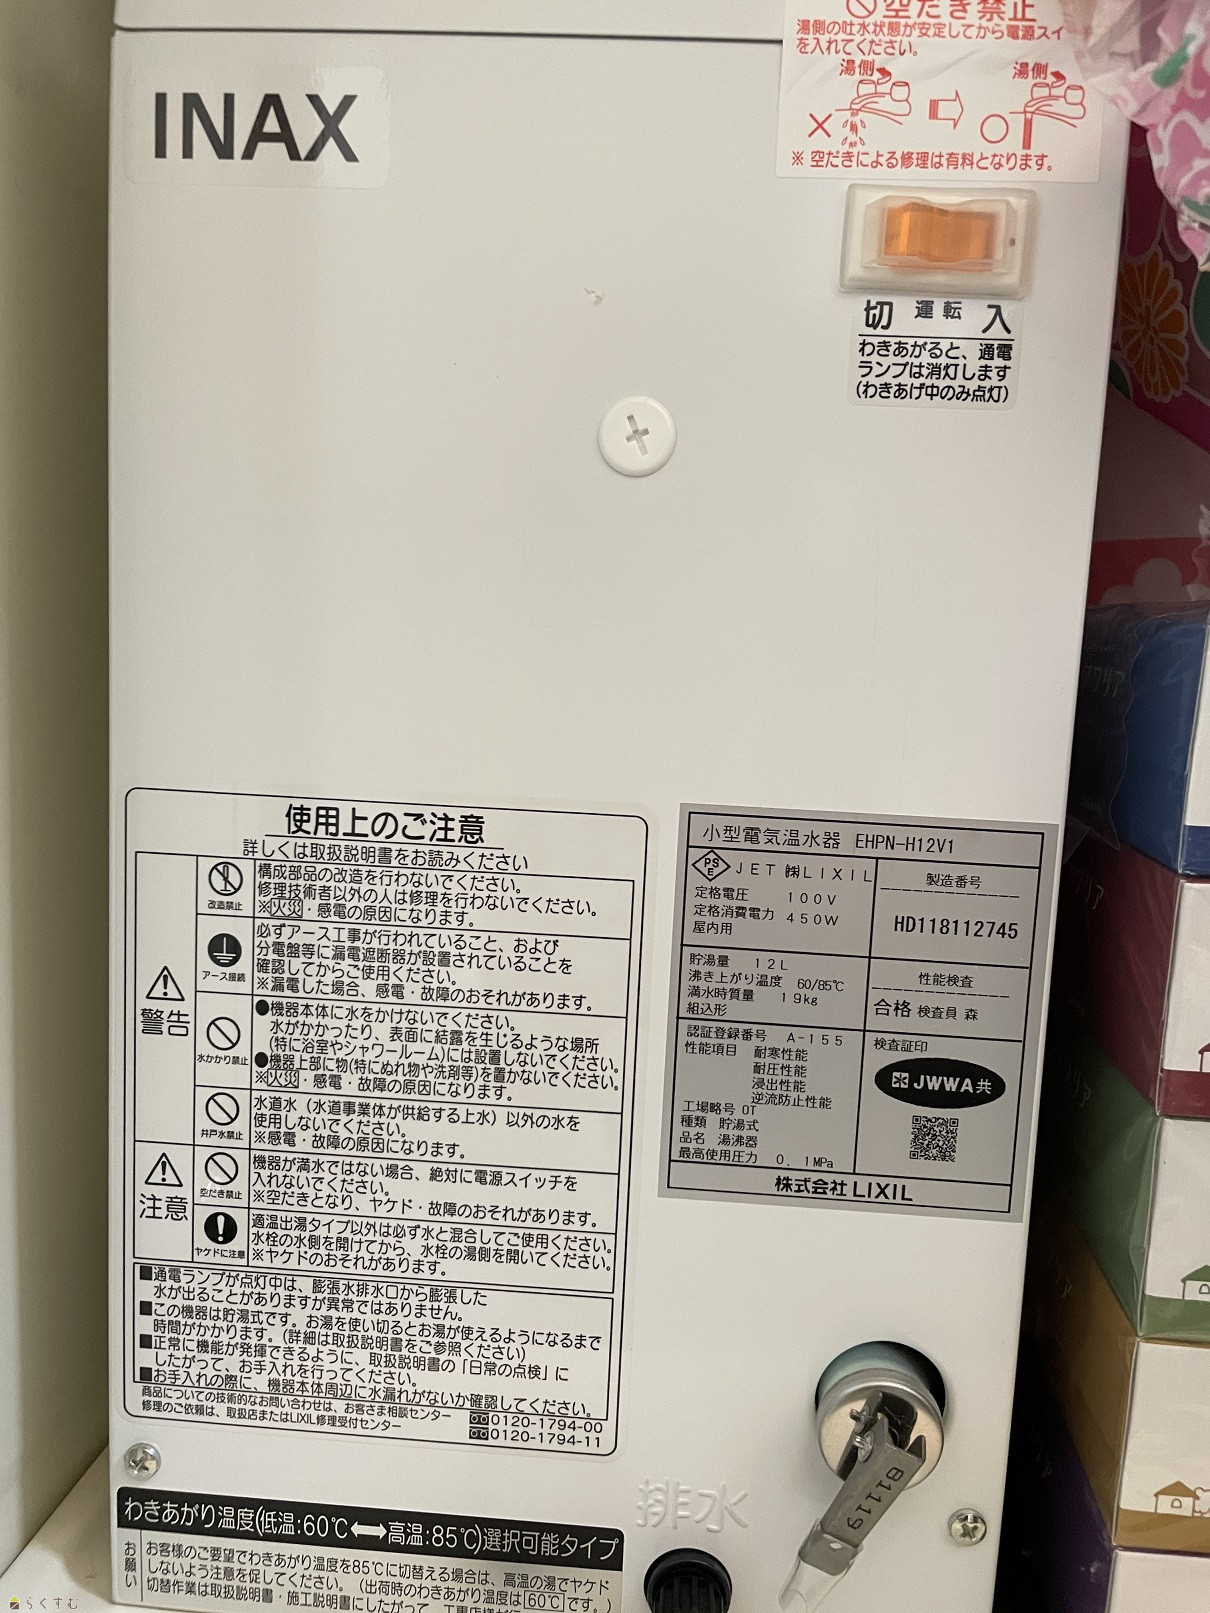 空だき禁止
湯側の吐水状態が安定してから電源スイッチ
を入れてください。
湯側
湯側
※ 空だきによる修理は有料となります。
INAX
切 運転 入
わきあがると、通電
ランプは消灯します
(わきあげ中のみ点灯)
使用上のご注意
詳しくは取扱説明書をお読みください
警告
改造禁止
構成部品の改造を行わないでください。
修理技術者以外の人は修理を行わないでください。
※火災・感電の原因になります。
アース接続
必ずアース工事が行われていること、および
分電盤等に漏電遮断器が設置されていることを
確認してからご使用ください。
※漏電した場合、感電・故障のおそれがあります。
水かかり禁止
●機器本体に水をかけないでください。
水がかかったり、表面に結露を生じるような場所
(特に浴室やシャワールーム)には設置しないでください。
●機器上部に物(特にぬれ物や洗剤等)を置かないでください。
※火災・感電・故障の原因になります。
井戸水禁止
水道水（水道事業体が供給する上水）以外の水を
使用しないでください。
※感電・故障の原因になります。
注意
空だき禁止
機器が満水ではない場合、絶対に電源スイッチを
入れないでください。
※空だきとなり、ヤケド・故障のおそれがあります。
ヤケドに注意
適温出湯タイプ以外は必ず水と混合してご使用ください。
水栓の水側を開けてから、水栓の湯側を開いてください。
※ヤケドのおそれがあります。
■通電ランプが点灯中は、膨張水排水口から膨張した
水が出ることがありますが異常ではありません。
■この機器は貯湯式です。お湯を使い切るとお湯が使えるようになるまで
時間がかかります。(詳細は取扱説明書をご参照ください)
■正常に機能が発揮できるように、取扱説明書の「日常の点検」に
したがって、お手入れを行ってください。
■お手入れの際に、機器本体周辺に水漏れがないか確認してください。
商品についての技術的なお問い合わせは、お客さま相談センター 0120-1794-00
修理のご依頼は、取扱店またはLIXIL修理受付センター 0120-1794-11
小型電気温水器 EHPN-H12V1
PSE JET ㈱LIXIL
定格電圧 100V
定格消費電力 450W
屋内用
製造番号
HD118112745
貯湯量 12L
沸き上がり温度 60/85℃
満水時質量 19kg
組込形
性能検査
合格 検査員 森
認証登録番号 A-155
性能項目 耐寒性能
耐圧性能
浸出性能
逆流防止性能
工場略号 OT
種類 貯湯式
品名 湯沸器
最高使用圧力 0.1MPa
検査証印
JWWA共
株式会社LIXIL
81119
排水
わきあがり温度(低温:60℃⟷高温:85℃)選択可能タイプ
お願い
お客様のご要望でわきあがり温度を85℃に切替える場合は、高温の湯でヤケド
しないよう注意を促してください。（出荷時のわきあがり温度は60℃です。）
切替作業は取扱説明書・施工説明書にしたがって、工事店様が
らくすむ